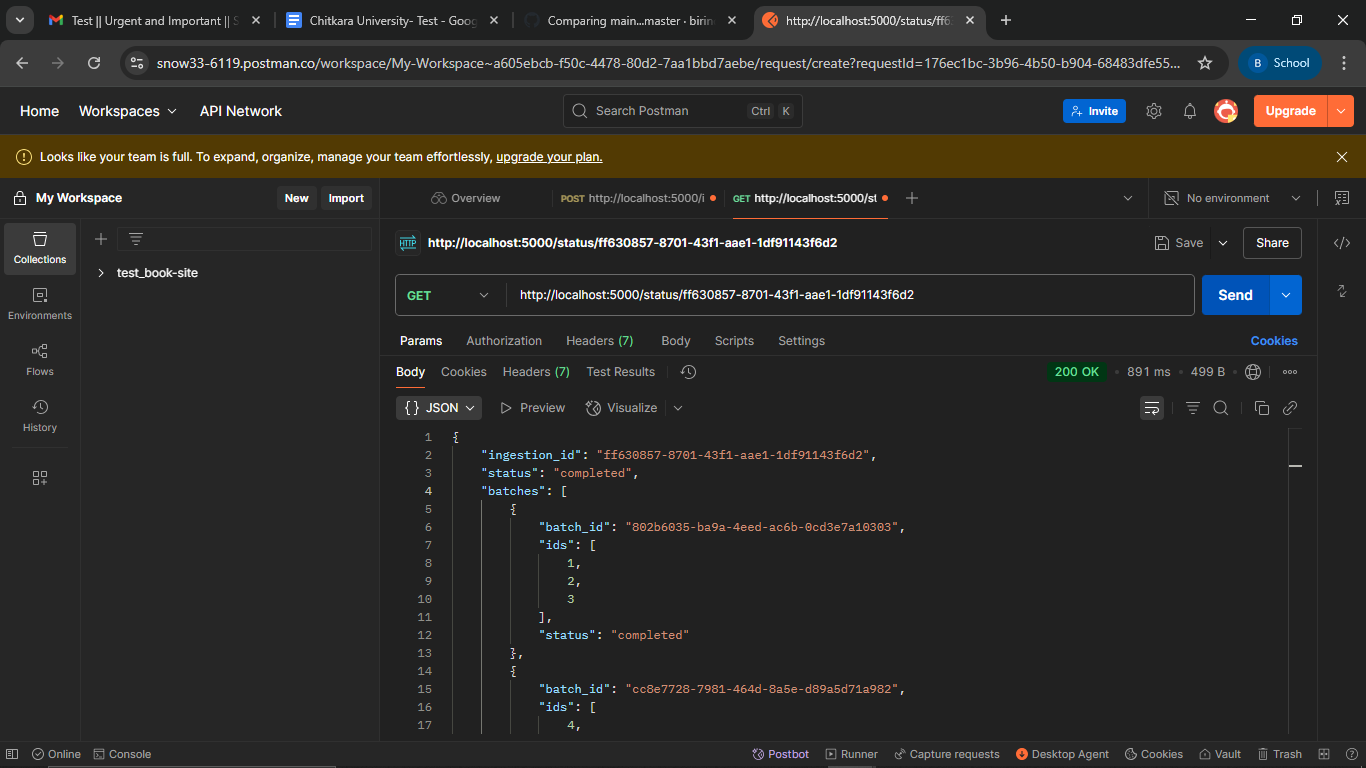 Test || Urgent and Important || S
Chitkara University- Test - Goog
Comparing main...master · birin
http://localhost:5000/status/ff63
snow33-6119.postman.co/workspace/My-Workspace~a605ebcb-f50c-4478-80d2-7aa1bbd7aebe/request/create?requestId=176ec1bc-3b96-4b50-b904-68483dfe55...
B School
Home Workspaces API Network
Search Postman Ctrl K
Invite
Upgrade
Looks like your team is full. To expand, organize, manage your team effortlessly, upgrade your plan.
My Workspace New Import
Overview POST http://localhost:5000/i GET http://localhost:5000/st
No environment
Collections
Environments
Flows
History
test_book-site
HTTP http://localhost:5000/status/ff630857-8701-43f1-aae1-1df91143f6d2
Save Share
GET http://localhost:5000/status/ff630857-8701-43f1-aae1-1df91143f6d2
Send
Params Authorization Headers (7) Body Scripts Settings Cookies
Body Cookies Headers (7) Test Results 200 OK • 891 ms • 499 B •
{} JSON Preview Visualize
1 {
2 "ingestion_id": "ff630857-8701-43f1-aae1-1df91143f6d2",
3 "status": "completed",
4 "batches": [
5 {
6 "batch_id": "802b6035-ba9a-4eed-ac6b-0cd3e7a10303",
7 "ids": [
8 1,
9 2,
10 3
11 ],
12 "status": "completed"
13 },
14 {
15 "batch_id": "cc8e7728-7981-464d-8a5e-d89a5d71a982",
16 "ids": [
17 4,
Online Console Postbot Runner Capture requests Desktop Agent Cookies Vault Trash